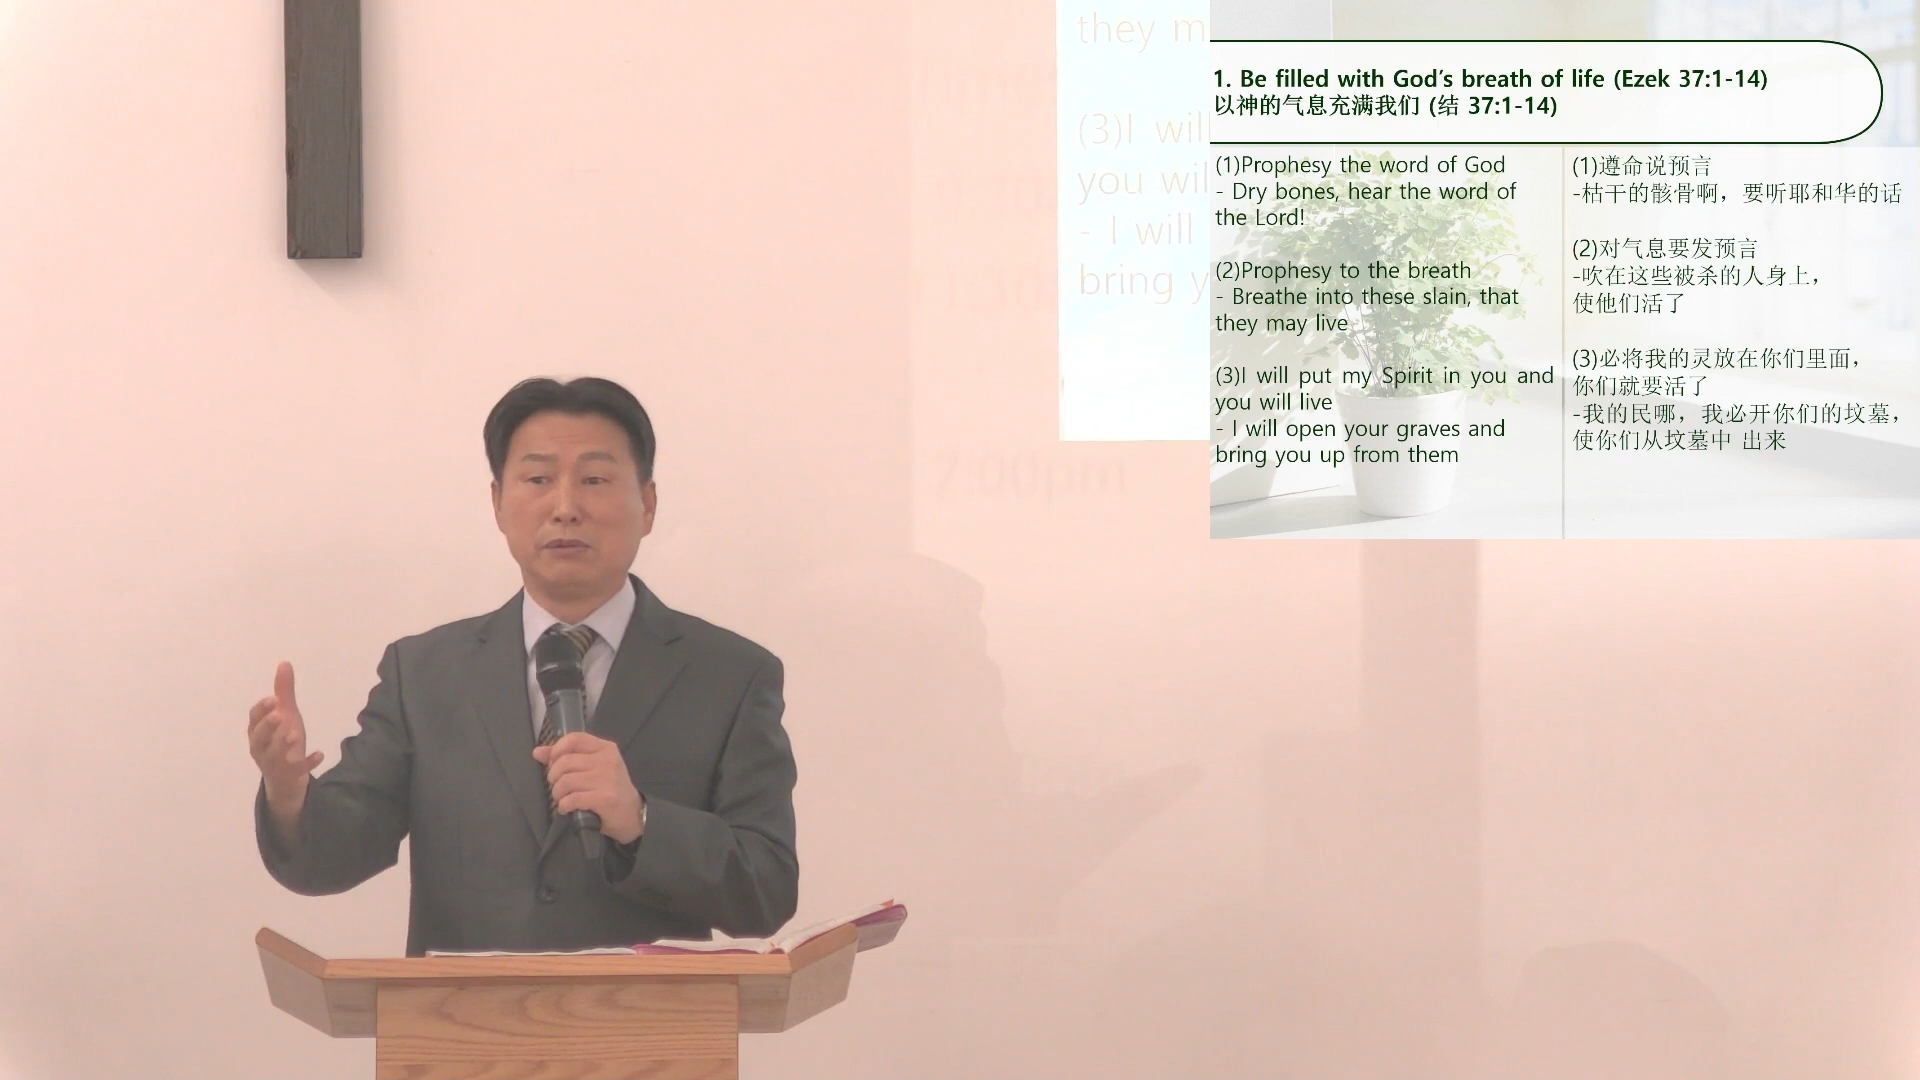 they m
(3)I wil
you wil
- I will
bring y
7:00pm
1. Be filled with God's breath of life (Ezek 37:1-14)
以神的气息充满我们 (结 37:1-14)
(1)Prophesy the word of God
- Dry bones, hear the word of
the Lord!
(2)Prophesy to the breath
- Breathe into these slain, that
they may live
(3)I will put my Spirit in you and
you will live
- I will open your graves and
bring you up from them
(1)遵命说预言
-枯干的骸骨啊，要听耶和华的话
(2)对气息要发预言
-吹在这些被杀的人身上，
使他们活了
(3)必将我的灵放在你们里面，
你们就要活了
-我的民哪，我必开你们的坟墓，
使你们从坟墓中 出来